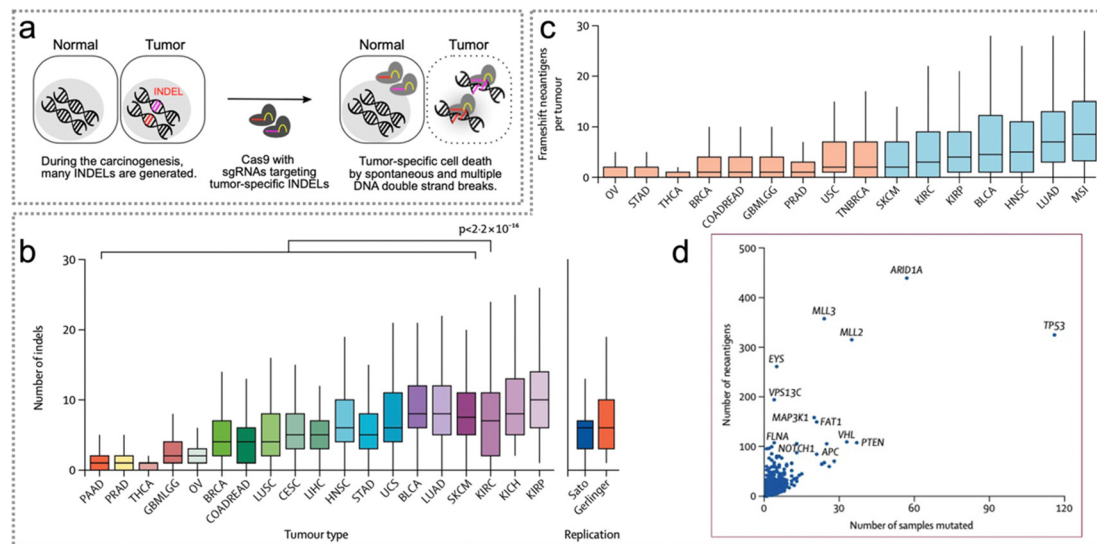 a
Normal
Tumor
INDEL
During the carcinogenesis,
many INDELs are generated.
Cas9 with
sgRNAs targeting
tumor-specific INDELs
Normal
Tumor
Tumor-specific cell death
by spontaneous and multiple
DNA double strand breaks.
b
p<2·2×10⁻¹⁶
Number of indels
30
20
10
0
PAAD
PRAD
THCA
GBMLGG
OV
BRCA
COADREAD
LUSC
CESC
LIHC
HNSC
STAD
UCS
BLCA
LUAD
SKCM
KIRC
KICH
KIRP
Tumour type
Sato
Gerlinger
Replication
c
Frameshift neoantigens
per tumour
30
20
10
0
OV
STAD
THCA
BRCA
COADREAD
GBMLGG
PRAD
USC
TNBRCA
SKCM
KIRC
KIRP
BLCA
HNSC
LUAD
MSI
d
Number of neoantigens
500
400
300
200
100
0
ARID1A
MLL3
MLL2
TP53
EYS
VPS13C
MAP3K1
FAT1
FLNA
VHL
PTEN
NOTCH1
APC
0
30
60
90
120
Number of samples mutated